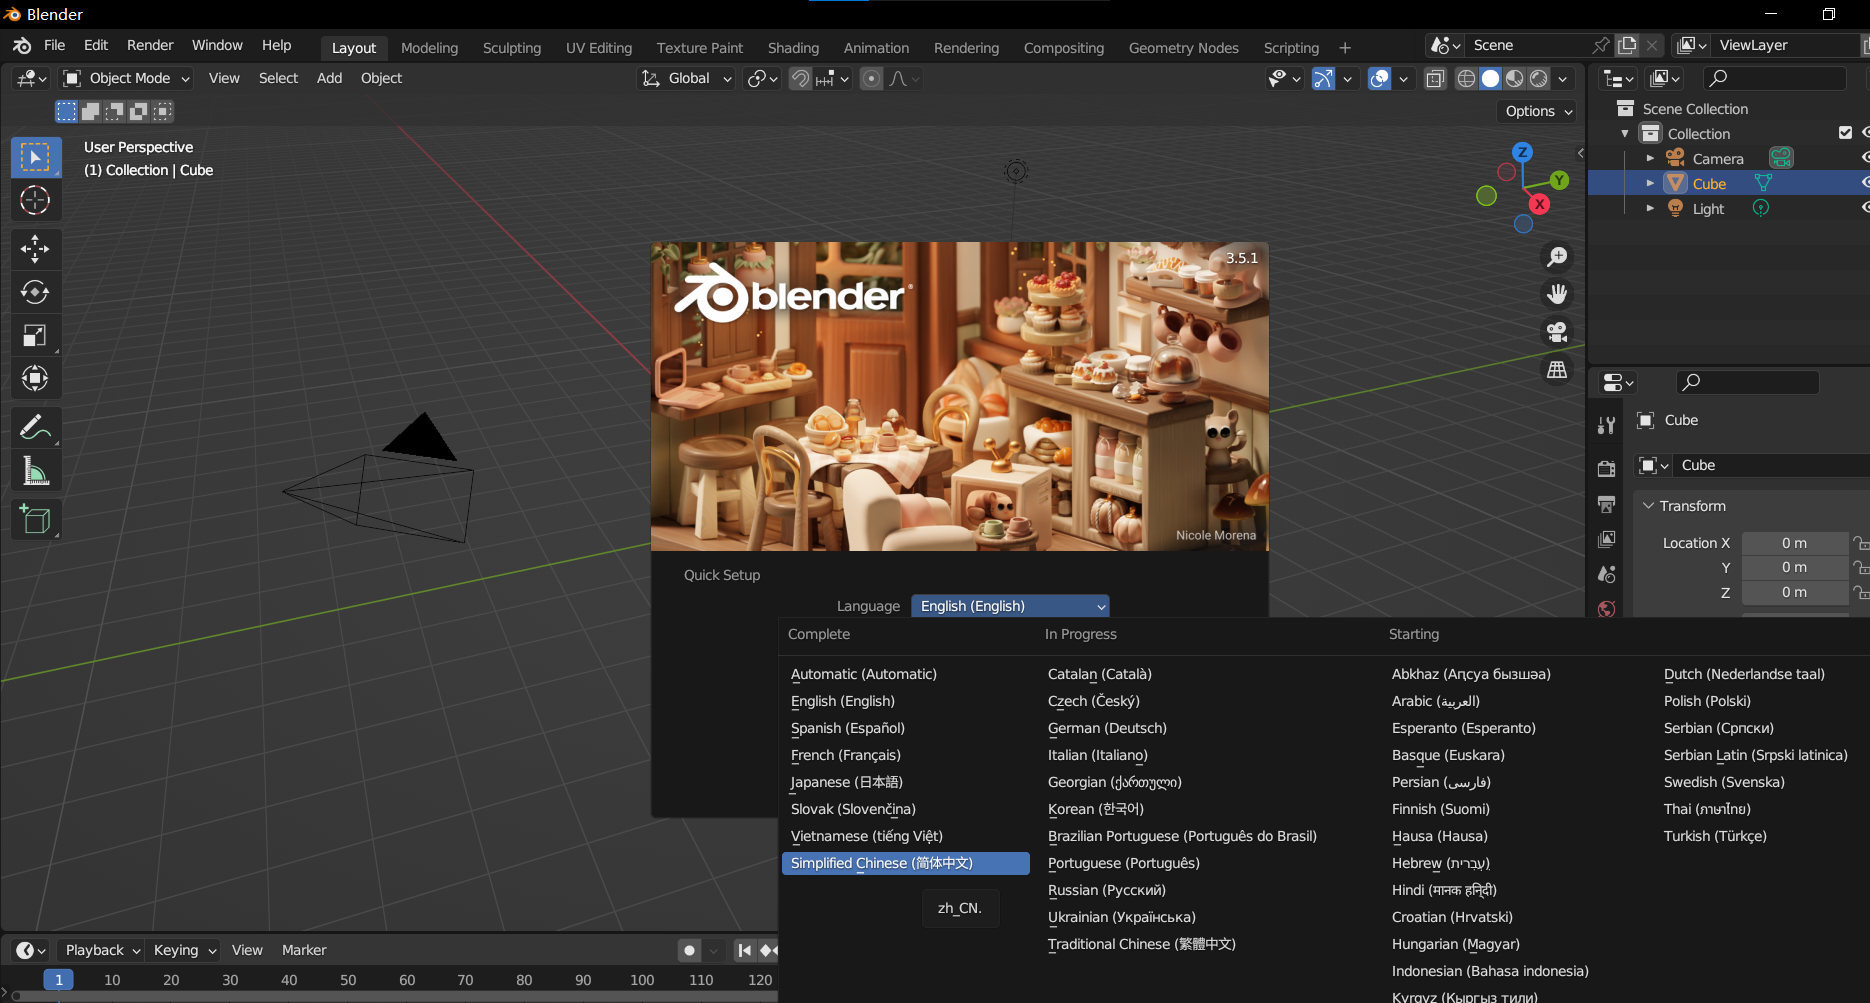 Blender
File Edit Render Window Help Layout Modeling Sculpting UV Editing Texture Paint Shading Animation Rendering Compositing Geometry Nodes Scripting + Scene ViewLayer
Object Mode View Select Add Object Global
Options
User Perspective
(1) Collection | Cube
Z
Y
X
Scene Collection
Collection
Camera
Cube
Light
Cube
Cube
Transform
Location X 0 m
Y 0 m
Z 0 m
blender
3.5.1
Nicole Morena
Quick Setup
Language English (English)
Complete
Automatic (Automatic)
English (English)
Spanish (Español)
French (Français)
Japanese (日本語)
Slovak (Slovenčina)
Vietnamese (tiếng Việt)
Simplified Chinese (简体中文)
zh_CN.
In Progress
Catalan (Català)
Czech (Český)
German (Deutsch)
Italian (Italiano)
Georgian (ქართული)
Korean (한국어)
Brazilian Portuguese (Português do Brasil)
Portuguese (Português)
Russian (Русский)
Ukrainian (Українська)
Traditional Chinese (繁體中文)
Starting
Abkhaz (Аԥсуа бызшәа)
Arabic (العربية)
Esperanto (Esperanto)
Basque (Euskara)
Persian (فارسی)
Finnish (Suomi)
Hausa (Hausa)
Hebrew (עברית)
Hindi (मानक हिन्दी)
Croatian (Hrvatski)
Hungarian (Magyar)
Indonesian (Bahasa indonesia)
Kyrgyz (Кыргыз тили)
Dutch (Nederlandse taal)
Polish (Polski)
Serbian (Српски)
Serbian Latin (Srpski latinica)
Swedish (Svenska)
Thai (ภาษาไทย)
Turkish (Türkçe)
Playback Keying View Marker
1 10 20 30 40 50 60 70 80 90 100 110 120